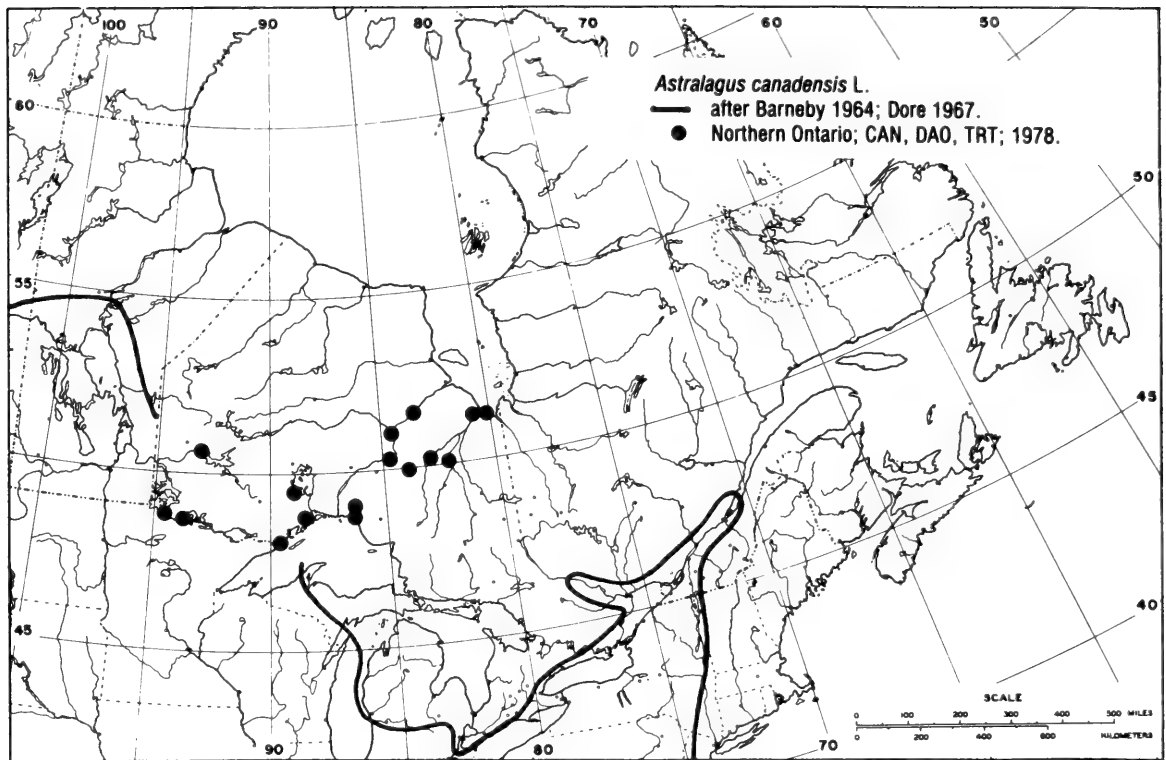 100 90 80 70 60 50
Astralagus canadensis L.
after Barneby 1964; Dore 1967.
Northern Ontario; CAN, DAO, TRT; 1978.
60
50
55
45
45
40
SCALE
0 100 200 300 400 500 MILES
0 200 400 600 KILOMETERS
90 80 70